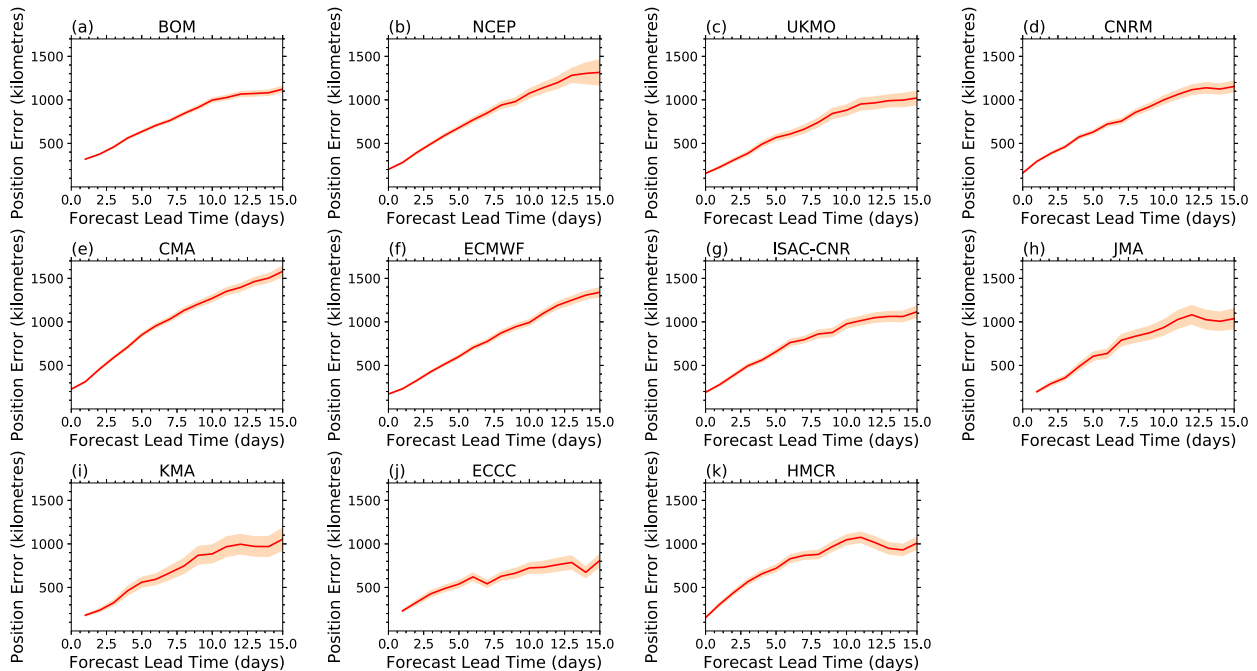 (a) BOM
Position Error (kilometres)
1500
1000
500
0.0 2.5 5.0 7.5 10.0 12.5 15.0
Forecast Lead Time (days)
(b) NCEP
Position Error (kilometres)
1500
1000
500
0.0 2.5 5.0 7.5 10.0 12.5 15.0
Forecast Lead Time (days)
(c) UKMO
Position Error (kilometres)
1500
1000
500
0.0 2.5 5.0 7.5 10.0 12.5 15.0
Forecast Lead Time (days)
(d) CNRM
Position Error (kilometres)
1500
1000
500
0.0 2.5 5.0 7.5 10.0 12.5 15.0
Forecast Lead Time (days)
(e) CMA
Position Error (kilometres)
1500
1000
500
0.0 2.5 5.0 7.5 10.0 12.5 15.0
Forecast Lead Time (days)
(f) ECMWF
Position Error (kilometres)
1500
1000
500
0.0 2.5 5.0 7.5 10.0 12.5 15.0
Forecast Lead Time (days)
(g) ISAC-CNR
Position Error (kilometres)
1500
1000
500
0.0 2.5 5.0 7.5 10.0 12.5 15.0
Forecast Lead Time (days)
(h) JMA
Position Error (kilometres)
1500
1000
500
0.0 2.5 5.0 7.5 10.0 12.5 15.0
Forecast Lead Time (days)
(i) KMA
Position Error (kilometres)
1500
1000
500
0.0 2.5 5.0 7.5 10.0 12.5 15.0
Forecast Lead Time (days)
(j) ECCC
Position Error (kilometres)
1500
1000
500
0.0 2.5 5.0 7.5 10.0 12.5 15.0
Forecast Lead Time (days)
(k) HMCR
Position Error (kilometres)
1500
1000
500
0.0 2.5 5.0 7.5 10.0 12.5 15.0
Forecast Lead Time (days)